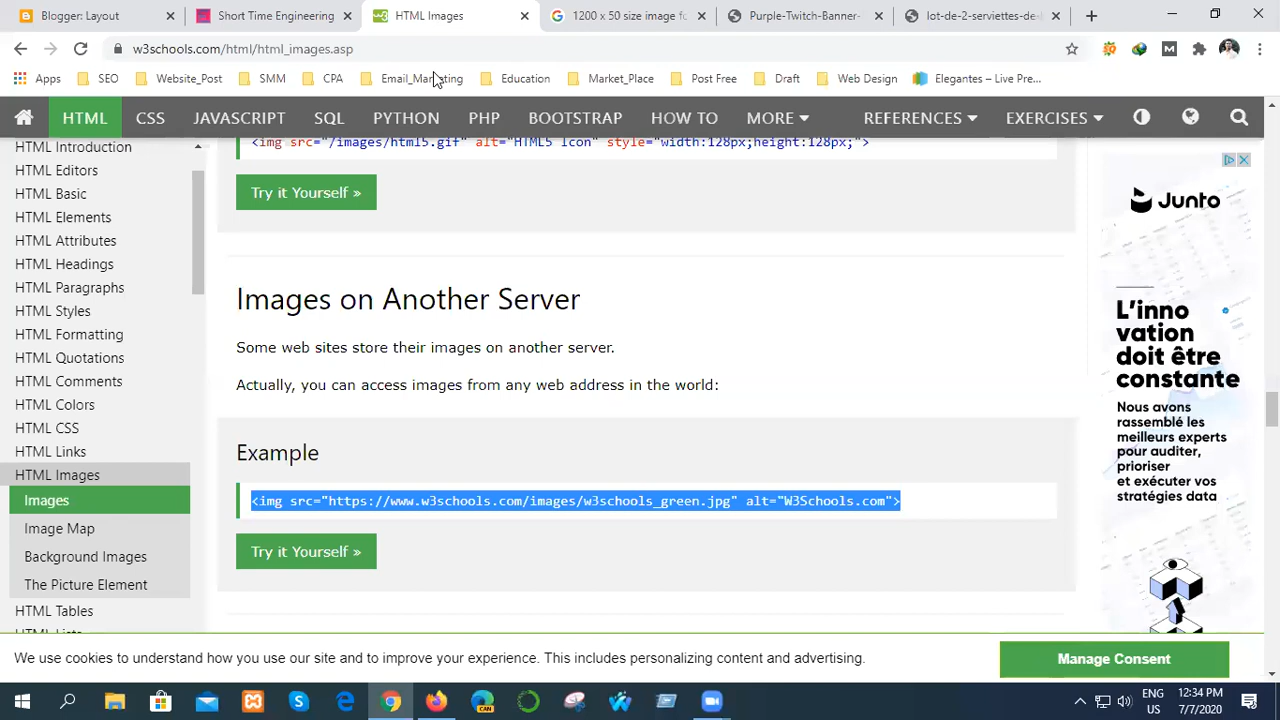 Blogger: Layout
Short Time Engineering
HTML Images
1200 x 50 size image fo
Purple-Twitch-Banner-
lot-de-2-serviettes-de-
w3schools.com/html/html_images.asp
Apps
SEO
Website_Post
SMM
CPA
Email_Marketing
Education
Market_Place
Post Free
Draft
Web Design
Elegantes – Live Pre...
HTML
CSS
JAVASCRIPT
SQL
PYTHON
PHP
BOOTSTRAP
HOW TO
MORE
REFERENCES
EXERCISES
HTML Introduction
HTML Editors
HTML Basic
HTML Elements
HTML Attributes
HTML Headings
HTML Paragraphs
HTML Styles
HTML Formatting
HTML Quotations
HTML Comments
HTML Colors
HTML CSS
HTML Links
HTML Images
Images
Image Map
Background Images
The Picture Element
HTML Tables
HTML Lists
<img src="/images/html5.gif" alt="HTML5 Icon" style="width:128px;height:128px;">
Try it Yourself »
Images on Another Server
Some web sites store their images on another server.
Actually, you can access images from any web address in the world:
Example
<img src="https://www.w3schools.com/images/w3schools_green.jpg" alt="W3Schools.com">
Try it Yourself »
Junto
L'inno
vation
doit être
constante
Nous avons
rassemblé les
meilleurs experts
pour auditer,
prioriser
et exécuter vos
stratégies data
We use cookies to understand how you use our site and to improve your experience. This includes personalizing content and advertising.
Manage Consent
CAN
ENG
US
12:34 PM
7/7/2020